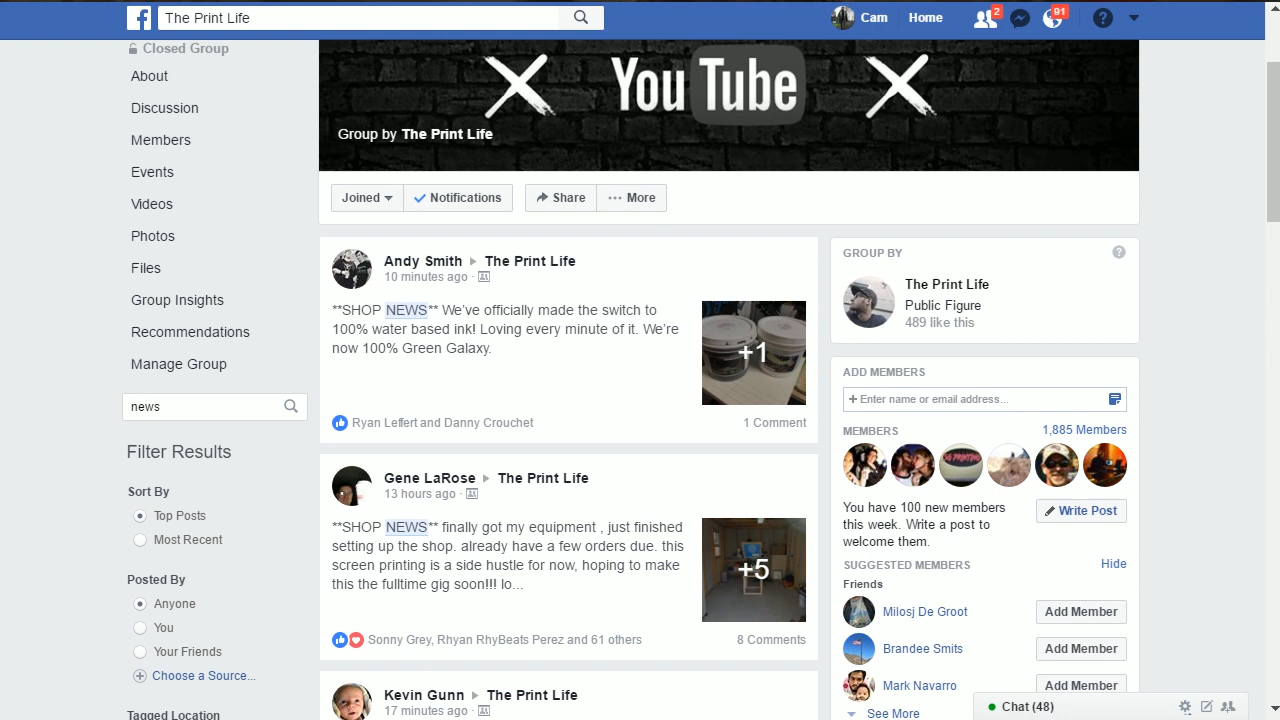 The Print Life
Cam
Home
2
91
?
Closed Group
About
Discussion
Members
Events
Videos
Photos
Files
Group Insights
Recommendations
Manage Group
news
Filter Results
Sort By
Top Posts
Most Recent
Posted By
Anyone
You
Your Friends
Choose a Source...
Tagged Location
You Tube
Group by The Print Life
Joined
Notifications
Share
More
Andy Smith The Print Life
10 minutes ago ·
**SHOP NEWS** We've officially made the switch to
100% water based ink! Loving every minute of it. We're
now 100% Green Galaxy.
+1
Ryan Leffert and Danny Crouchet
1 Comment
Gene LaRose The Print Life
13 hours ago ·
**SHOP NEWS** finally got my equipment , just finished
setting up the shop. already have a few orders due. this
screen printing is a side hustle for now, hoping to make
this the fulltime gig soon!!! lo...
+5
Sonny Grey, Rhyan RhyBeats Perez and 61 others
8 Comments
Kevin Gunn The Print Life
17 minutes ago ·
GROUP BY
?
The Print Life
Public Figure
489 like this
ADD MEMBERS
+ Enter name or email address...
MEMBERS
1,885 Members
You have 100 new members
this week. Write a post to
welcome them.
Write Post
SUGGESTED MEMBERS
Hide
Friends
Milosj De Groot
Add Member
Brandee Smits
Add Member
Mark Navarro
Add Member
See More
Chat (48)